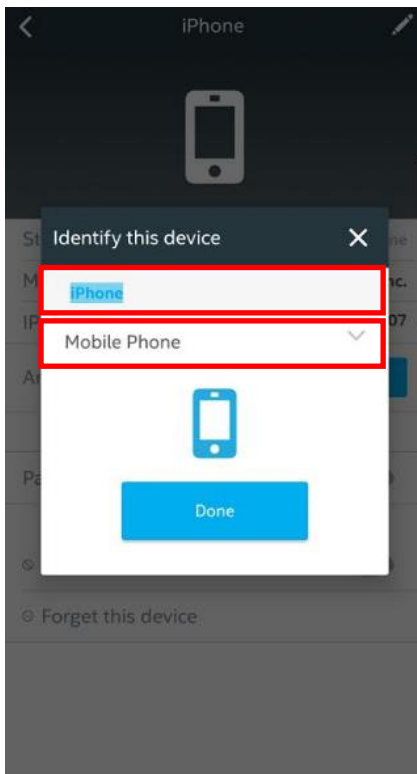 iPhone
Identify this device
iPhone
Mobile Phone
Done
Forget this device